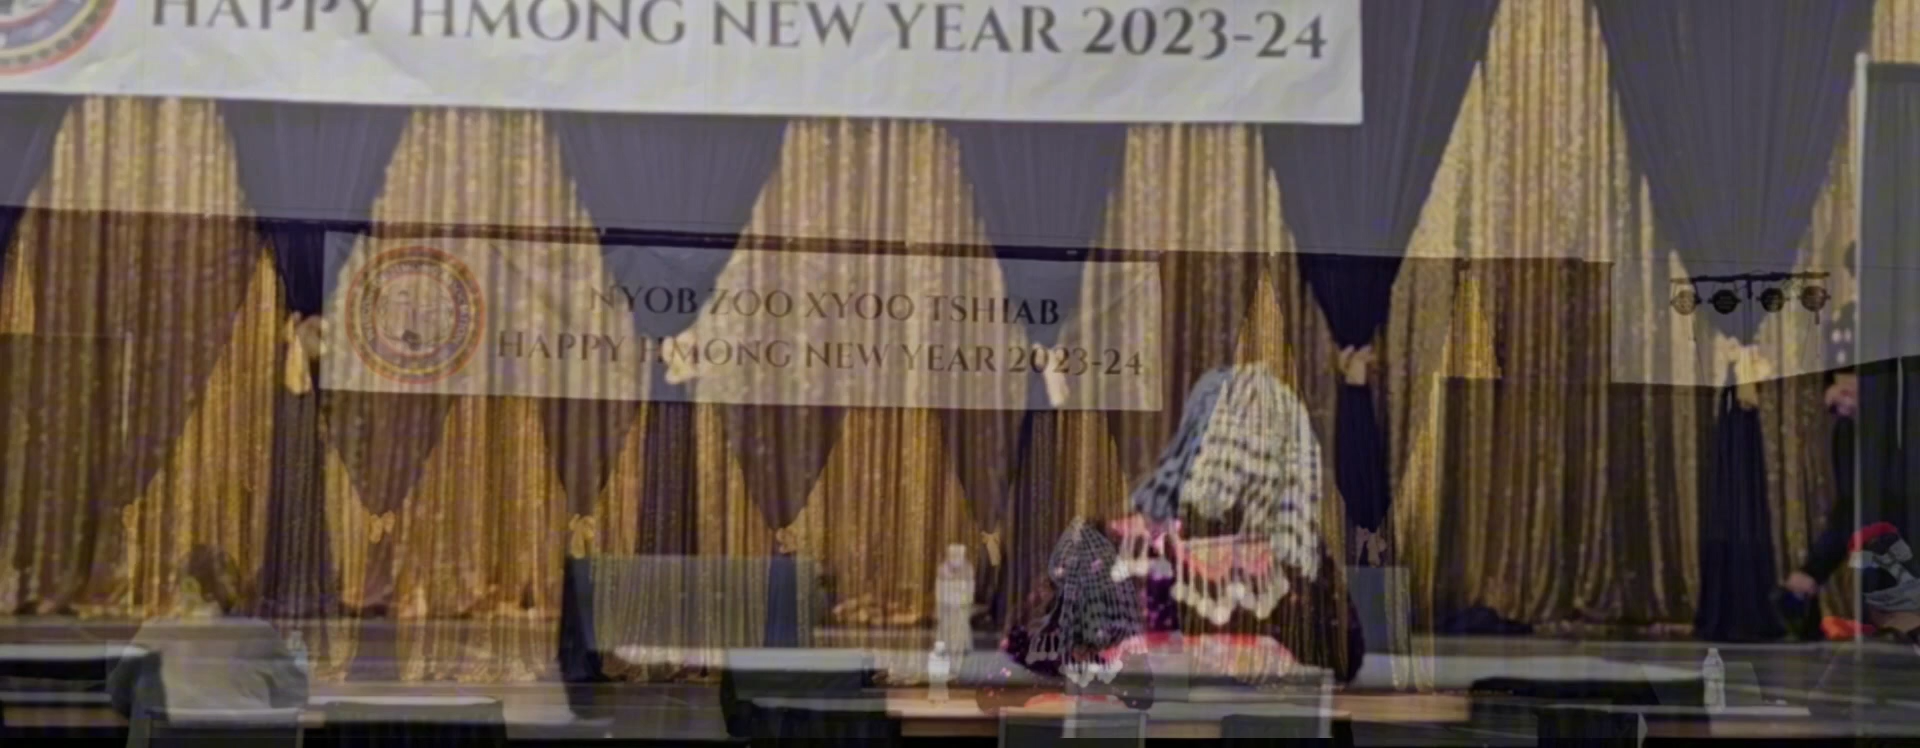 HAPPY HMONG NEW YEAR 2023-24
NYOB ZOO XYOO TSHIAB
HAPPY HMONG NEW YEAR 2023-24